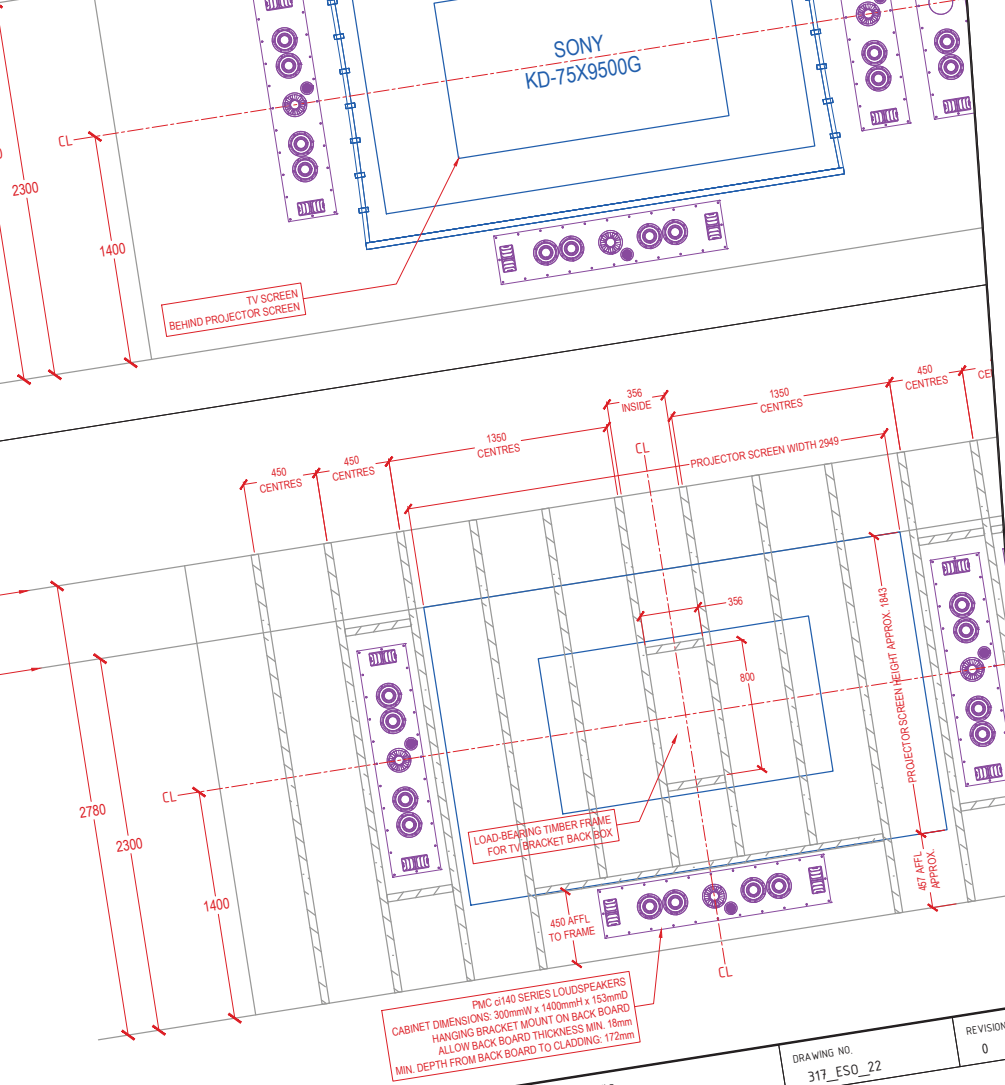 SONY
KD-75X9500G
CL
2300
1400
TV SCREEN
BEHIND PROJECTOR SCREEN
450
CENTRES
450
CENTRES
1350
CENTRES
356
INSIDE
1350
CENTRES
450
CENTRES
CL
PROJECTOR SCREEN WIDTH 2949
356
800
PROJECTOR SCREEN HEIGHT APPROX. 1843
CL
2780
2300
1400
LOAD-BEARING TIMBER FRAME
FOR TV BRACKET BACK BOX
457 AFFL
APPROX.
450 AFFL
TO FRAME
CL
PMC ci140 SERIES LOUDSPEAKERS
CABINET DIMENSIONS: 300mmW x 1400mmH x 153mmD
HANGING BRACKET MOUNT ON BACK BOARD
ALLOW BACK BOARD THICKNESS MIN. 18mm
MIN. DEPTH FROM BACK BOARD TO CLADDING: 172mm
DRAWING NO.
317_ESO_22
REVISION
0